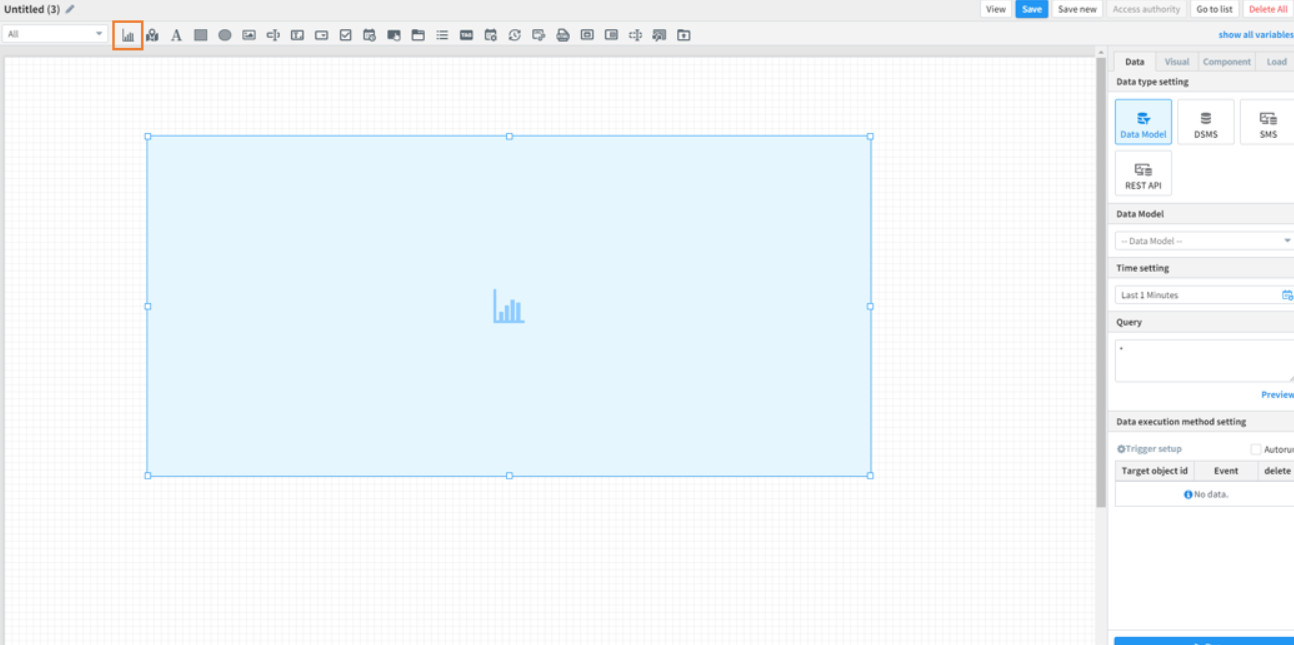 Untitled (3) View Save Save new Access authority Go to list Delete All
All A TAB show all variables
Data Visual Component Load
Data type setting
Data Model DSMS SMS
REST API
Data Model
-- Data Model --
Time setting
Last 1 Minutes
Query
*
Preview
Data execution method setting
Trigger setup Autoru
Target object id Event delete
No data.